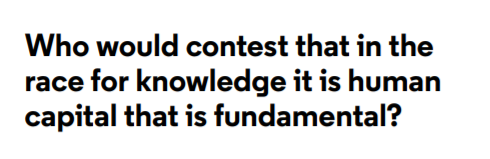 Who would contest that in the
race for knowledge it is human
capital that is fundamental?